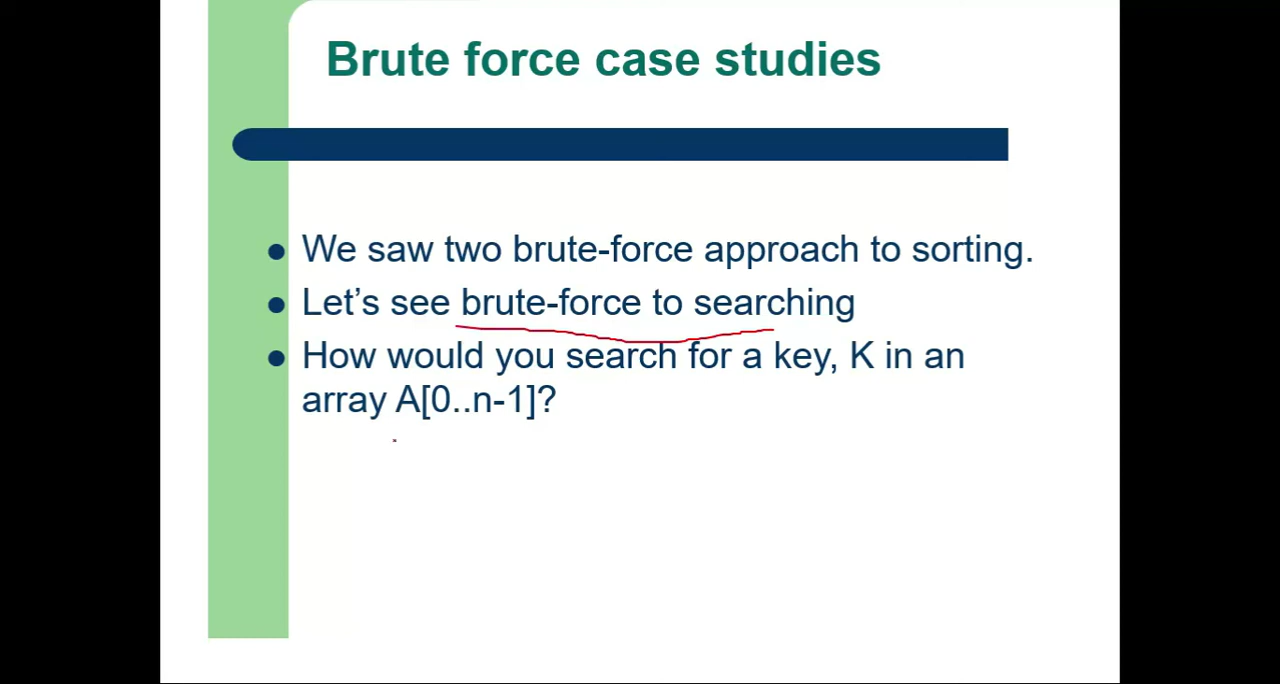 Brute force case studies
We saw two brute-force approach to sorting.
Let's see brute-force to searching
How would you search for a key, K in an
array A[0..n-1]?